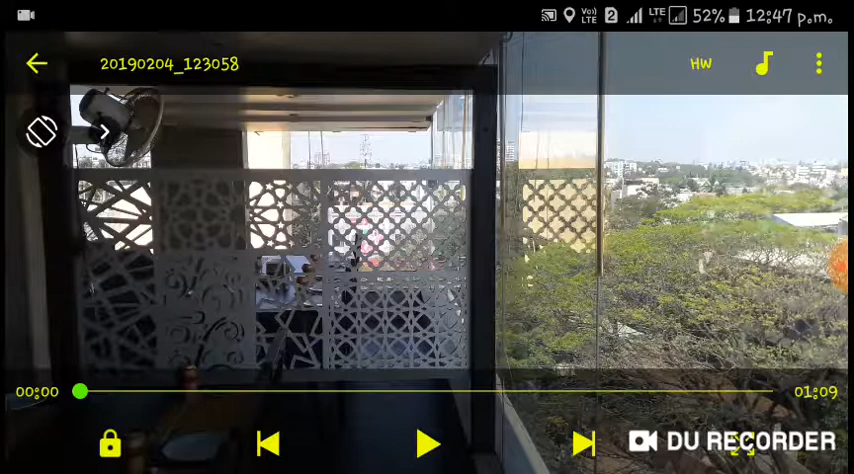 Vo) LTE 2 LTE 52% 12:47 p.m.
20190204_123058
HW
00:00
01:09
DU RECORDER